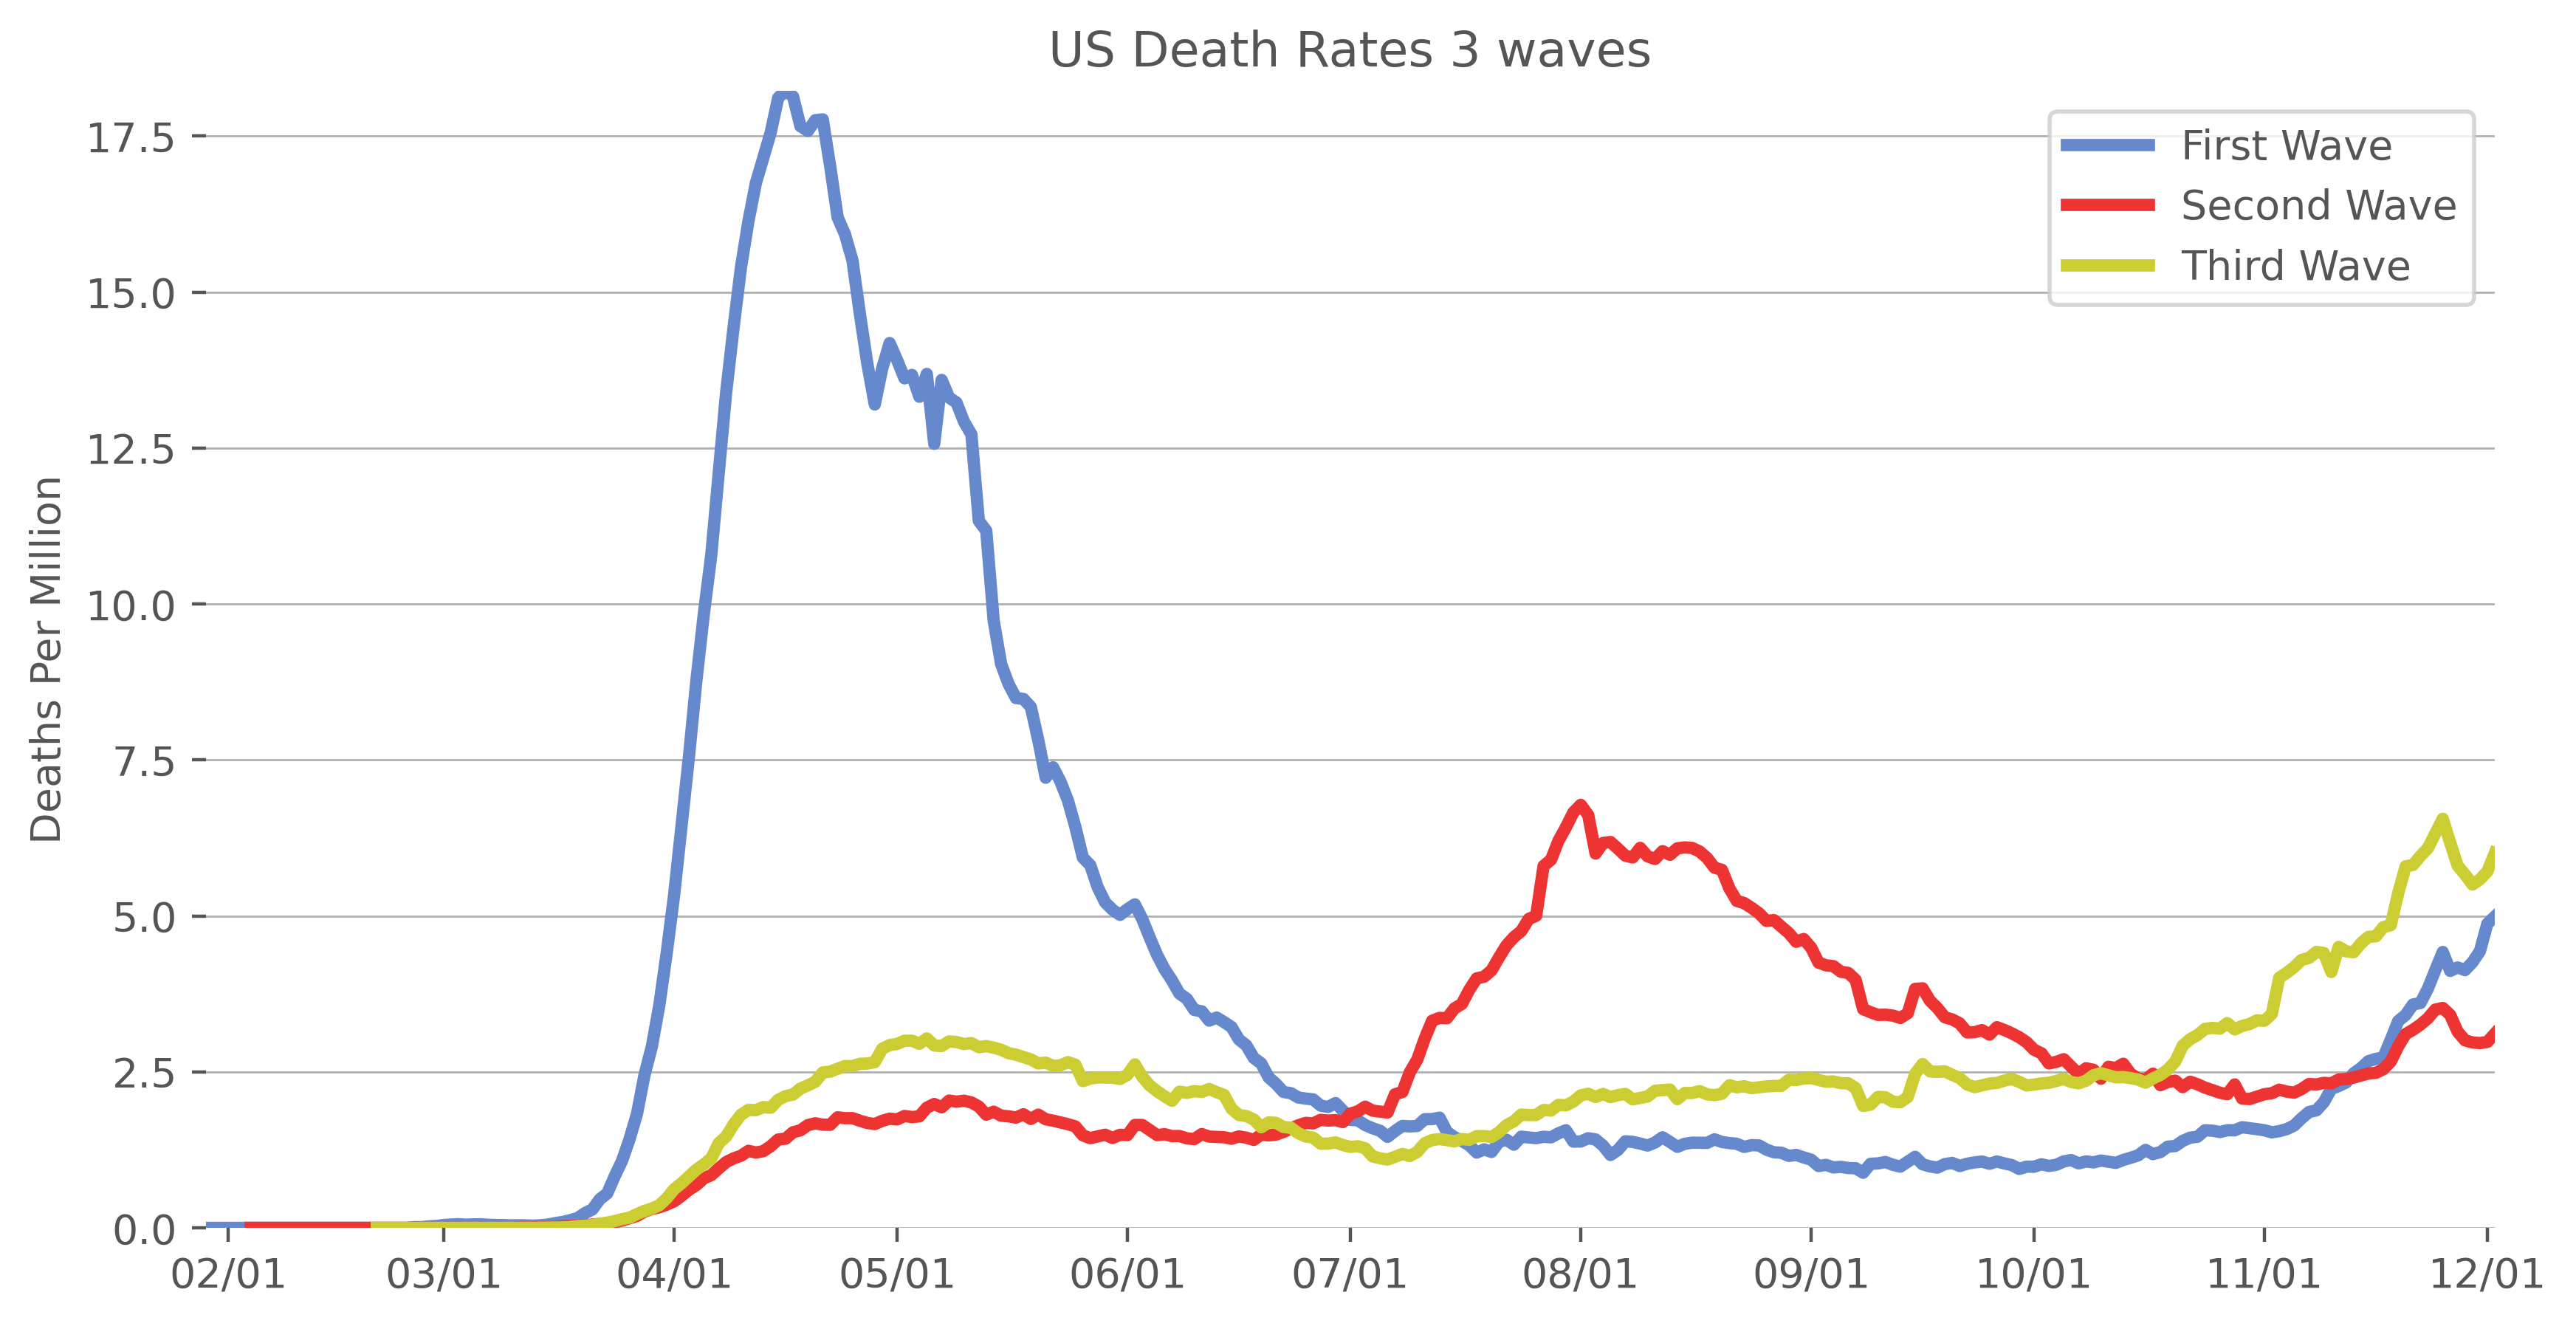 US Death Rates 3 waves
Deaths Per Million
17.5
15.0
12.5
10.0
7.5
5.0
2.5
0.0
First Wave
Second Wave
Third Wave
02/01 03/01 04/01 05/01 06/01 07/01 08/01 09/01 10/01 11/01 12/01